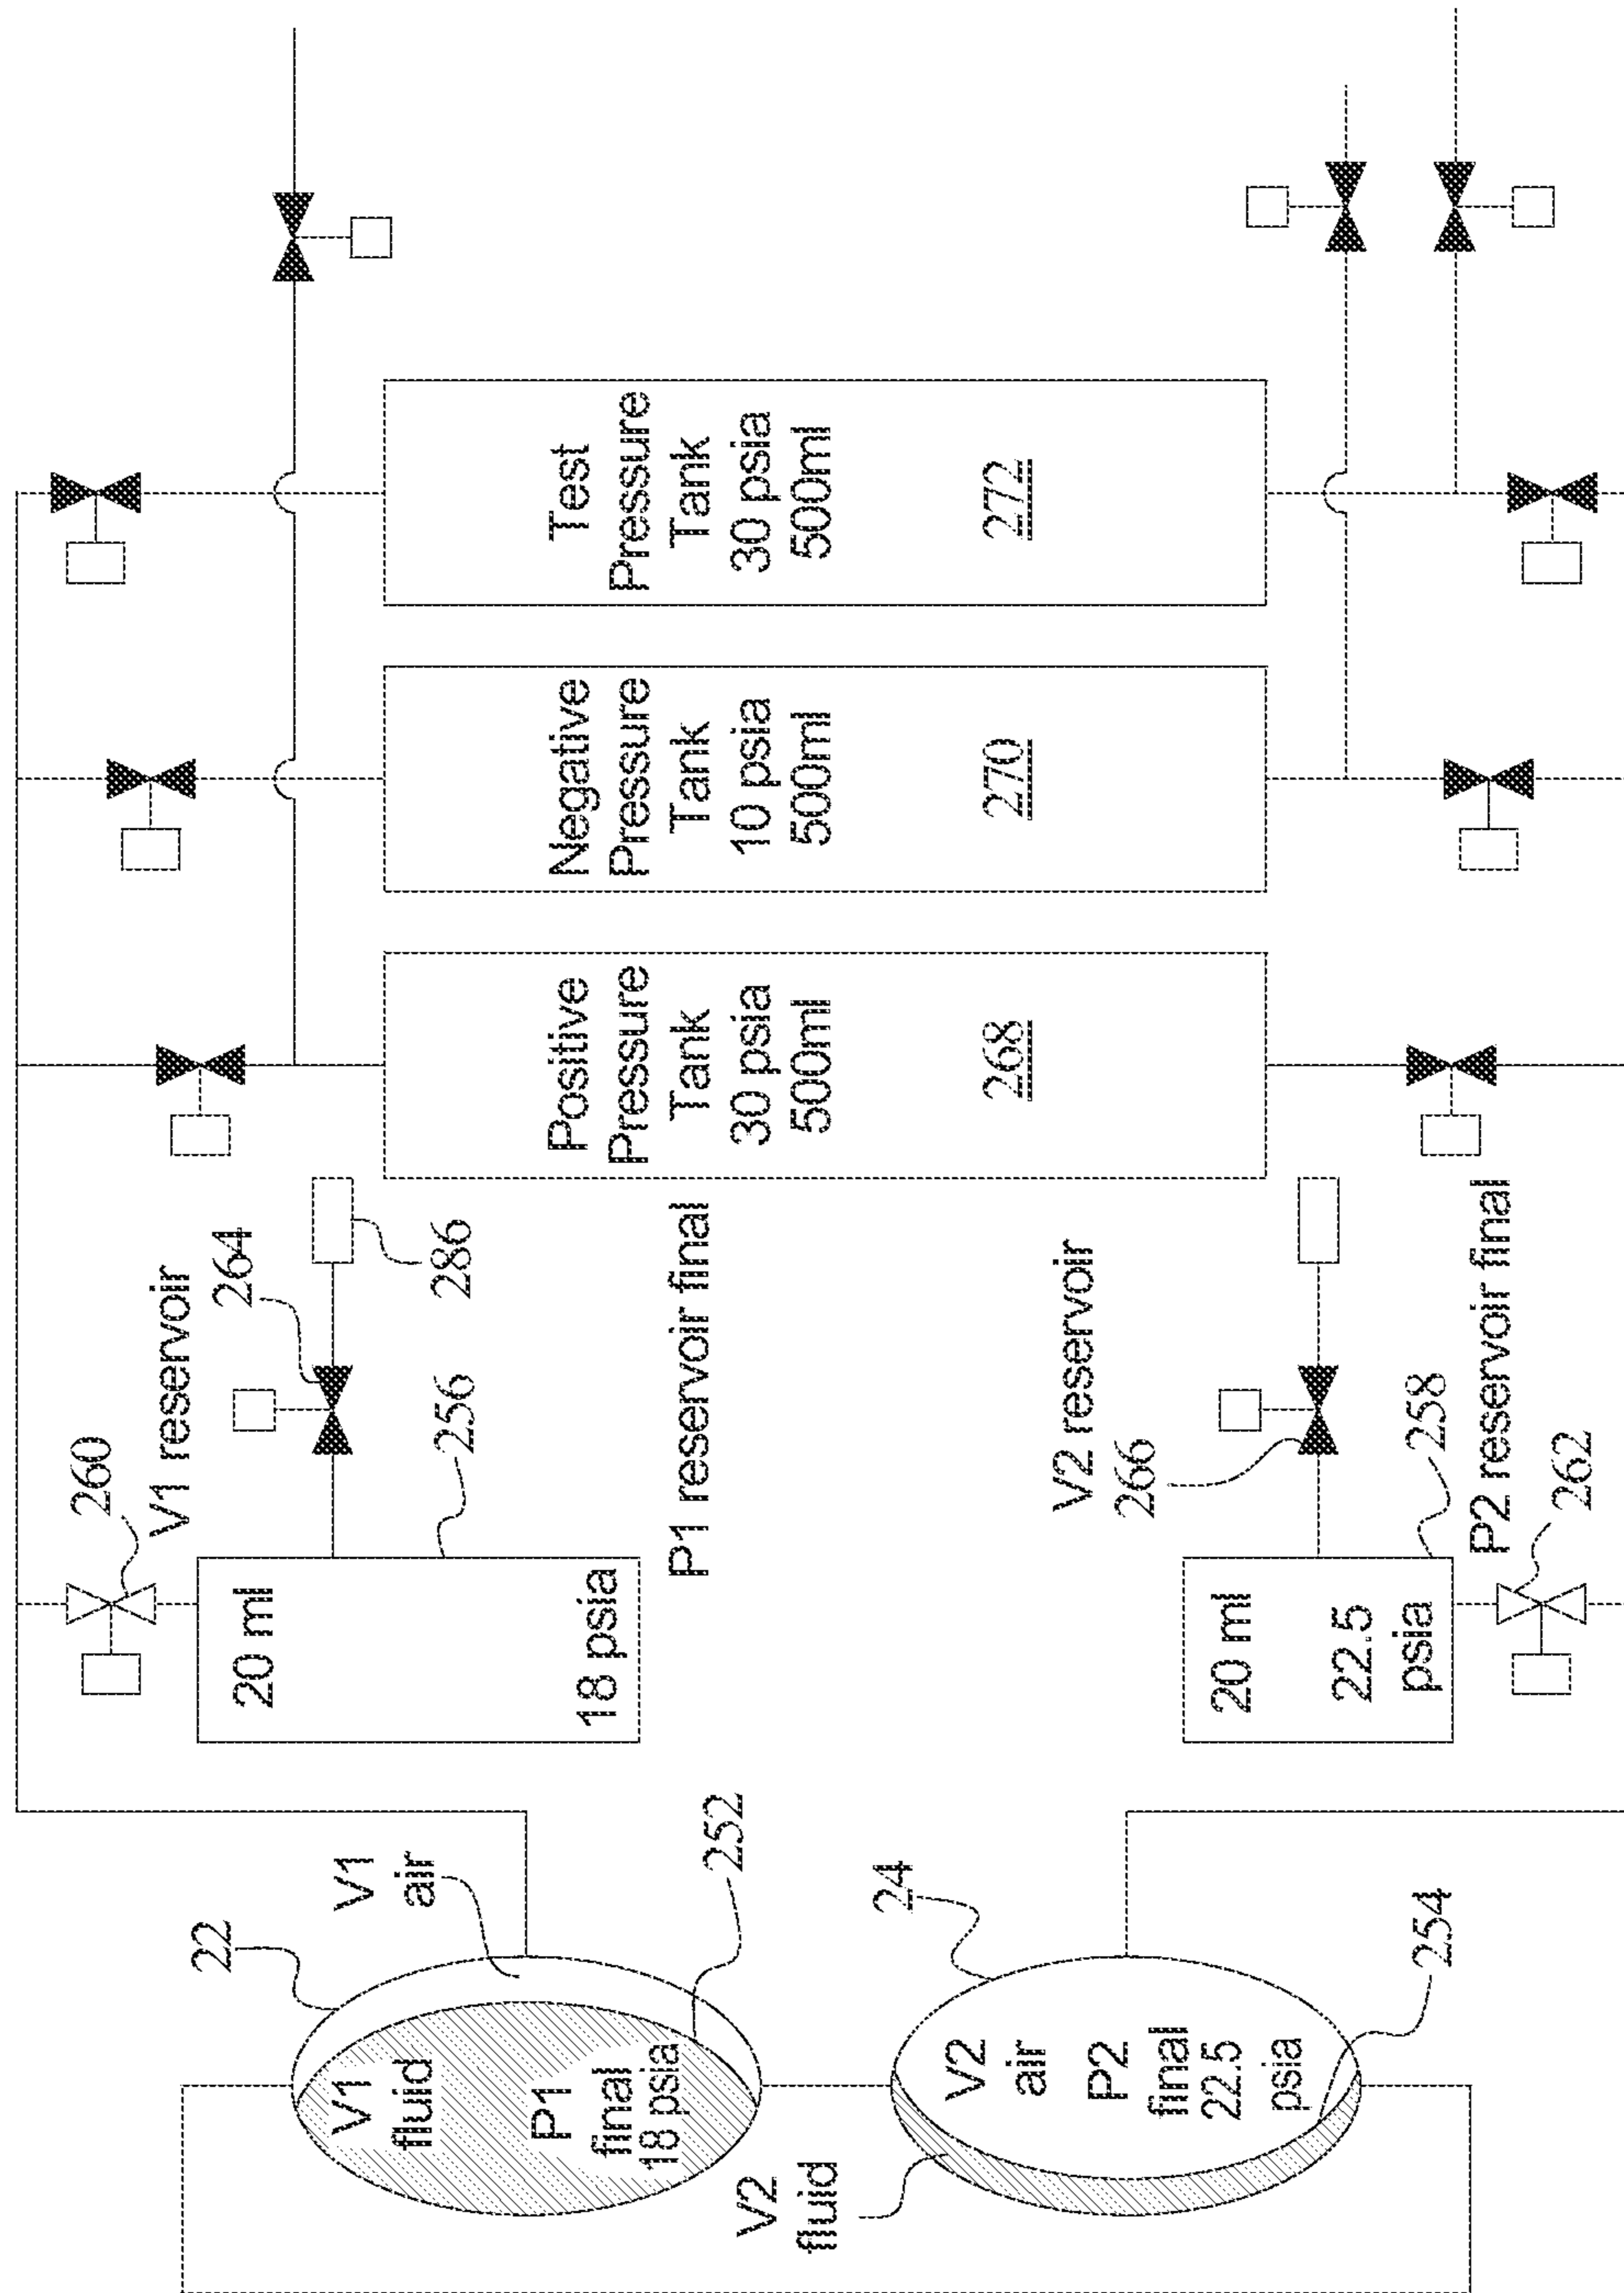 22
V1
air
V1
fluid
P1
final
18 psia
252
V2
fluid
24
V2
air
P2
final
22.5
psia
254
260
V1 reservoir
264
20 ml
18 psia
256
286
P1 reservoir final
V2 reservoir
266
20 ml
22.5
psia
258
P2 reservoir final
262
Positive
Pressure
Tank
30 psia
500ml
268
Negative
Pressure
Tank
10 psia
500ml
270
Test
Pressure
Tank
30 psia
500ml
272